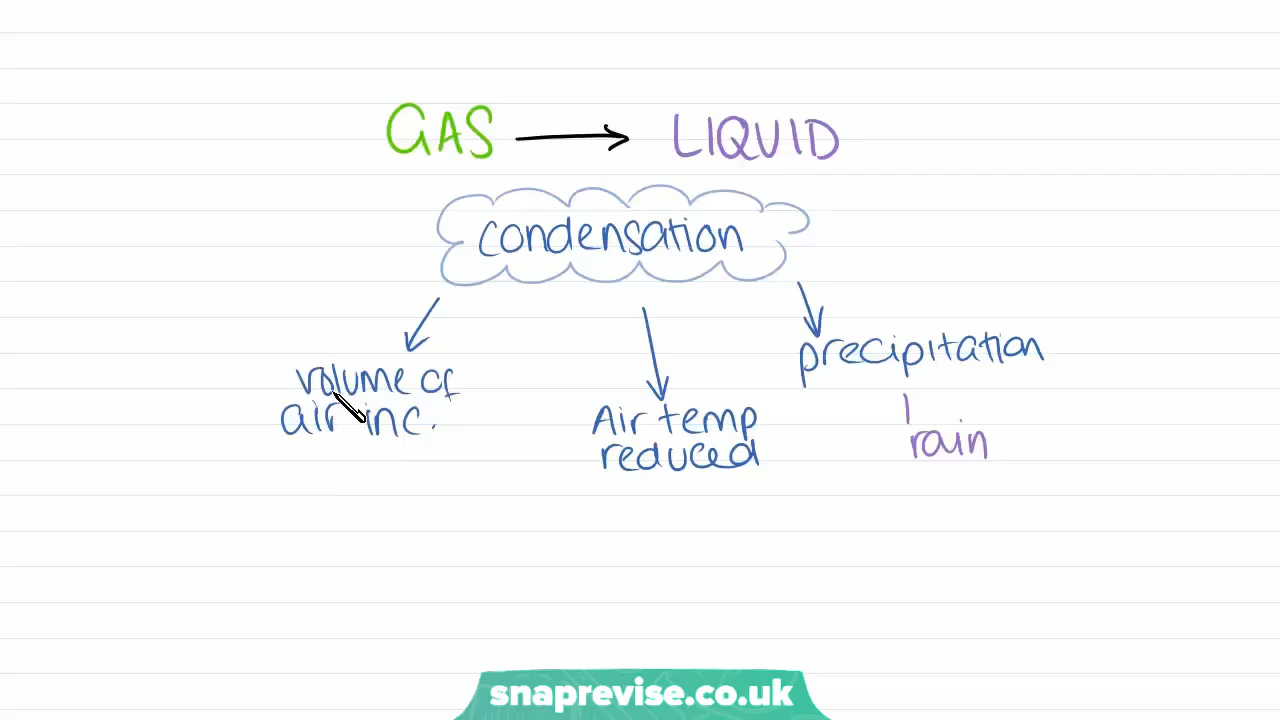 GAS → LIQUID
condensation
volume of
air inc.
Air temp
reduced
precipitation
rain
snaprevise.co.uk